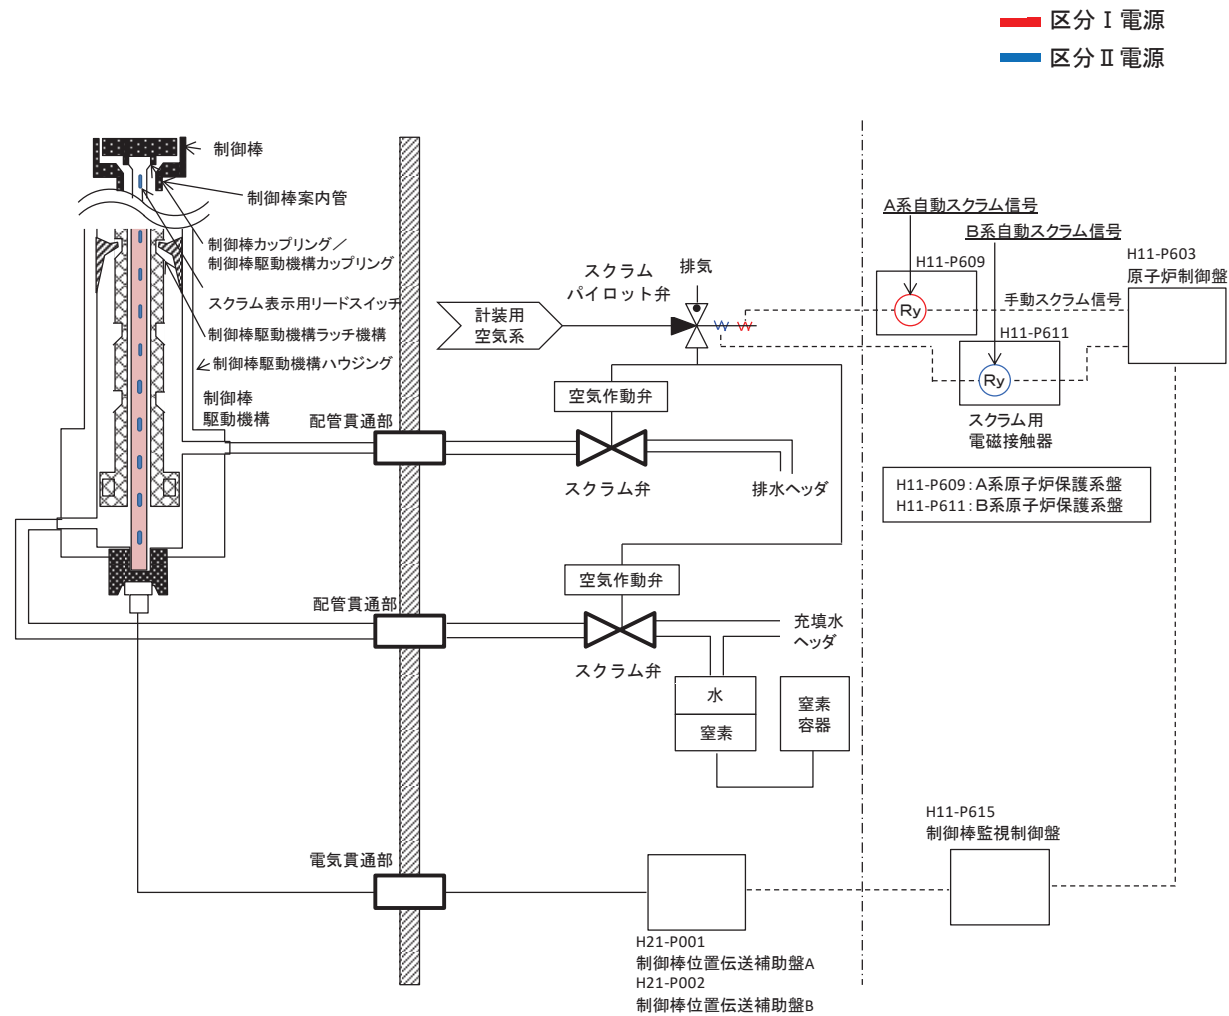 区分Ⅰ電源
区分Ⅱ電源
制御棒
制御棒案内管
制御棒カップリング／
制御棒駆動機構カップリング
スクラム表示用リードスイッチ
制御棒駆動機構ラッチ機構
制御棒駆動機構ハウジング
制御棒
駆動機構
配管貫通部
スクラム
パイロット弁
排気
計装用
空気系
空気作動弁
スクラム弁
排水ヘッダ
A系自動スクラム信号
B系自動スクラム信号
H11-P609
Ry
手動スクラム信号
H11-P603
原子炉制御盤
H11-P611
Ry
スクラム用
電磁接触器
H11-P609：A系原子炉保護系盤
H11-P611：B系原子炉保護系盤
配管貫通部
空気作動弁
スクラム弁
充填水
ヘッダ
水
窒素
窒素
容器
電気貫通部
H21-P001
制御棒位置伝送補助盤A
H21-P002
制御棒位置伝送補助盤B
H11-P615
制御棒監視制御盤